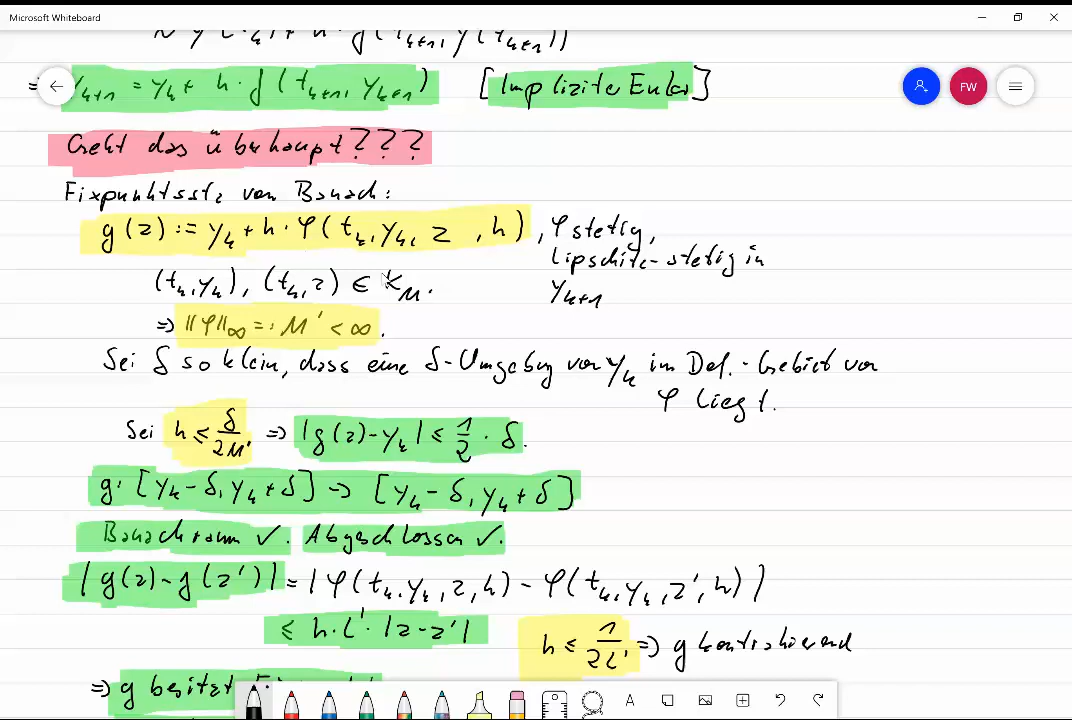 Microsoft Whiteboard
y_{k+1} = y_k + h · f(t_{k+1}, y_{k+1}) [Implizite Euler]
FW
Geht das überhaupt???
Fixpunktsatz von Banach:
g(z) := y_k + h · φ(t_k, y_k, z, h), φ stetig,
Lipschitz-stetig in
y_{k+1}
(t_k, y_k), (t_k, z) ∈ K_M.
⇒ ||φ||_∞ =: M' < ∞.
Sei δ so klein, dass eine δ-Umgebung von y_k im Def.-Gebiet von
φ liegt.
Sei h ≤ δ/2M' ⇒ |g(z) - y_k| ≤ 1/2 · δ.
g: [y_k - δ, y_k + δ] → [y_k - δ, y_k + δ]
Banachraum ✓. Abgeschlossen ✓.
|g(z) - g(z')| = |φ(t_k, y_k, z, h) - φ(t_k, y_k, z', h)|
≤ h · L' · |z - z'|
h ≤ 1/2L' ⇒ g kontrahierend
⇒ g besitzt